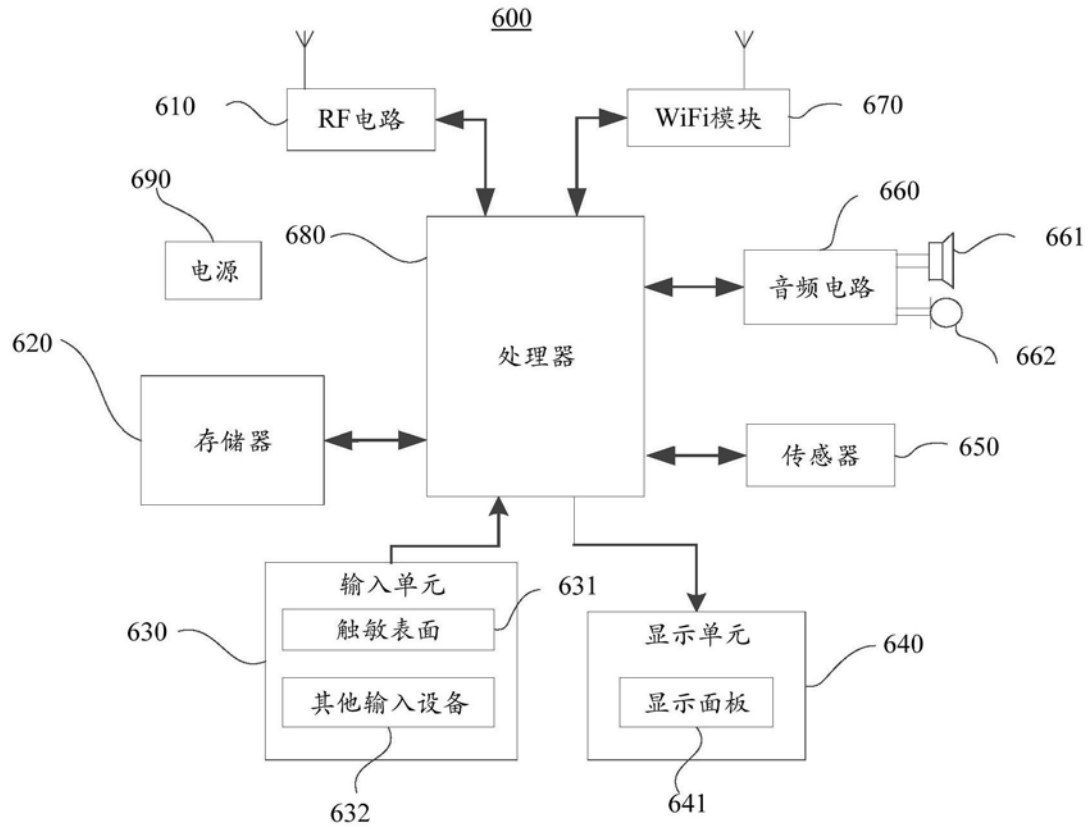 600
610
RF电路
WiFi模块
670
690
电源
680
660
661
音频电路
662
处理器
620
存储器
传感器
650
输入单元
631
630
触敏表面
显示单元
640
其他输入设备
显示面板
632
641